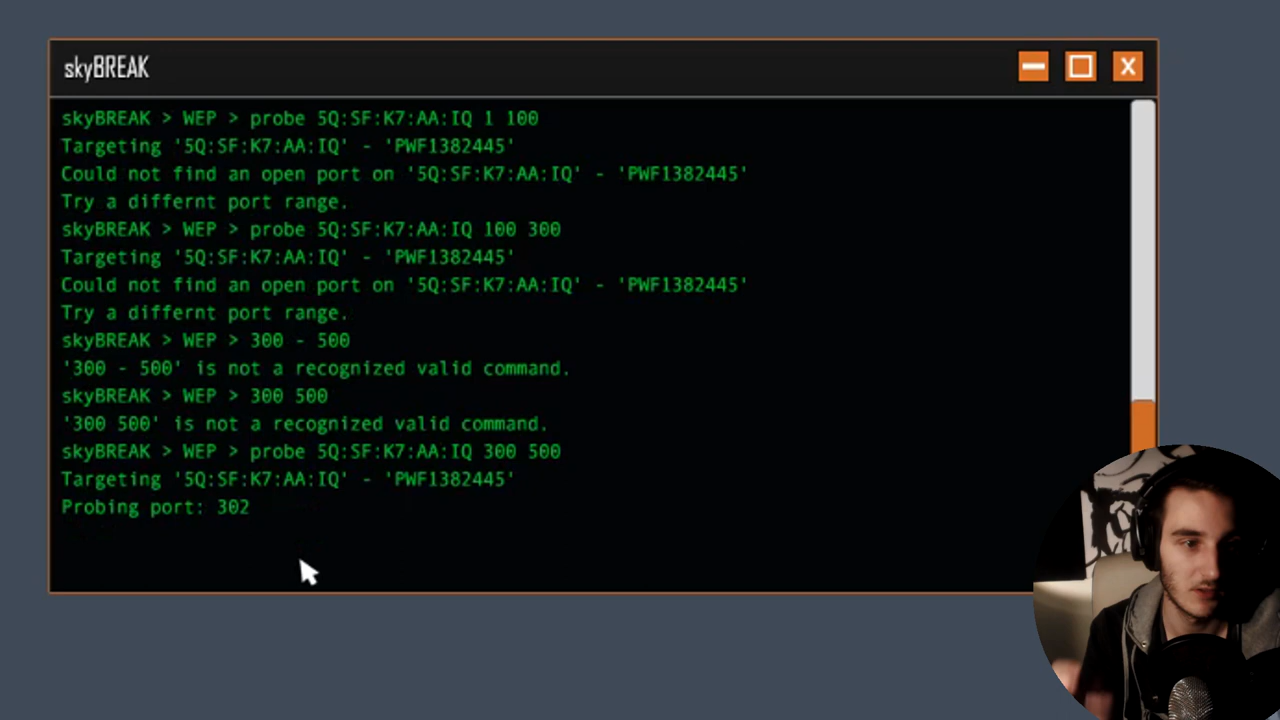 skyBREAK
skyBREAK > WEP > probe 5Q:SF:K7:AA:IQ 1 100
Targeting '5Q:SF:K7:AA:IQ' - 'PWF1382445'
Could not find an open port on '5Q:SF:K7:AA:IQ' - 'PWF1382445'
Try a differnt port range.
skyBREAK > WEP > probe 5Q:SF:K7:AA:IQ 100 300
Targeting '5Q:SF:K7:AA:IQ' - 'PWF1382445'
Could not find an open port on '5Q:SF:K7:AA:IQ' - 'PWF1382445'
Try a differnt port range.
skyBREAK > WEP > 300 - 500
'300 - 500' is not a recognized valid command.
skyBREAK > WEP > 300 500
'300 500' is not a recognized valid command.
skyBREAK > WEP > probe 5Q:SF:K7:AA:IQ 300 500
Targeting '5Q:SF:K7:AA:IQ' - 'PWF1382445'
Probing port: 302